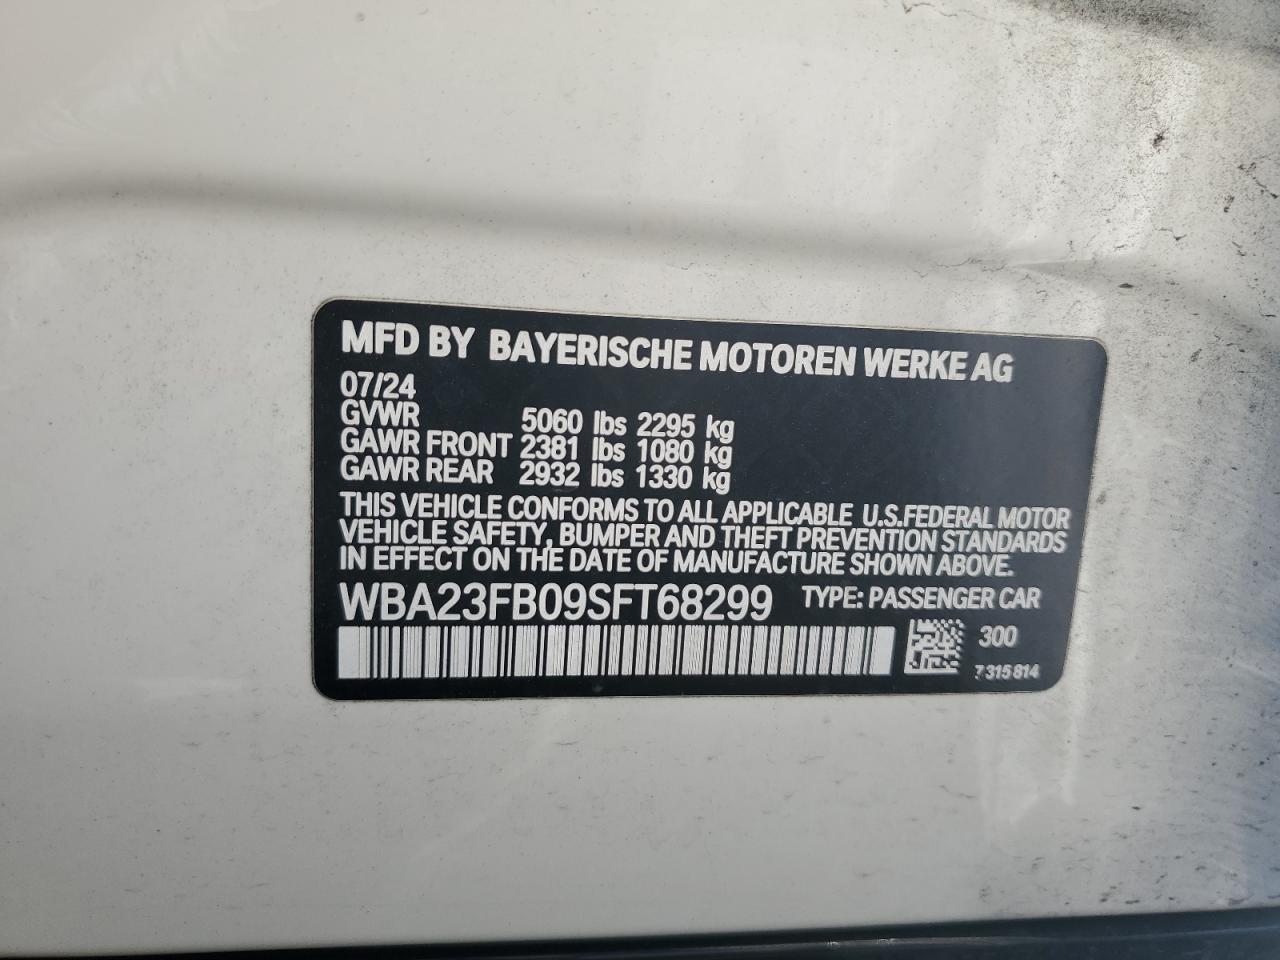 MFD BY BAYERISCHE MOTOREN WERKE AG
07/24
GVWR 5060 lbs 2295 kg
GAWR FRONT 2381 lbs 1080 kg
GAWR REAR 2932 lbs 1330 kg
THIS VEHICLE CONFORMS TO ALL APPLICABLE U.S.FEDERAL MOTOR
VEHICLE SAFETY, BUMPER AND THEFT PREVENTION STANDARDS
IN EFFECT ON THE DATE OF MANUFACTURE SHOWN ABOVE.
WBA23FB09SFT68299 TYPE: PASSENGER CAR
300
7 315 814